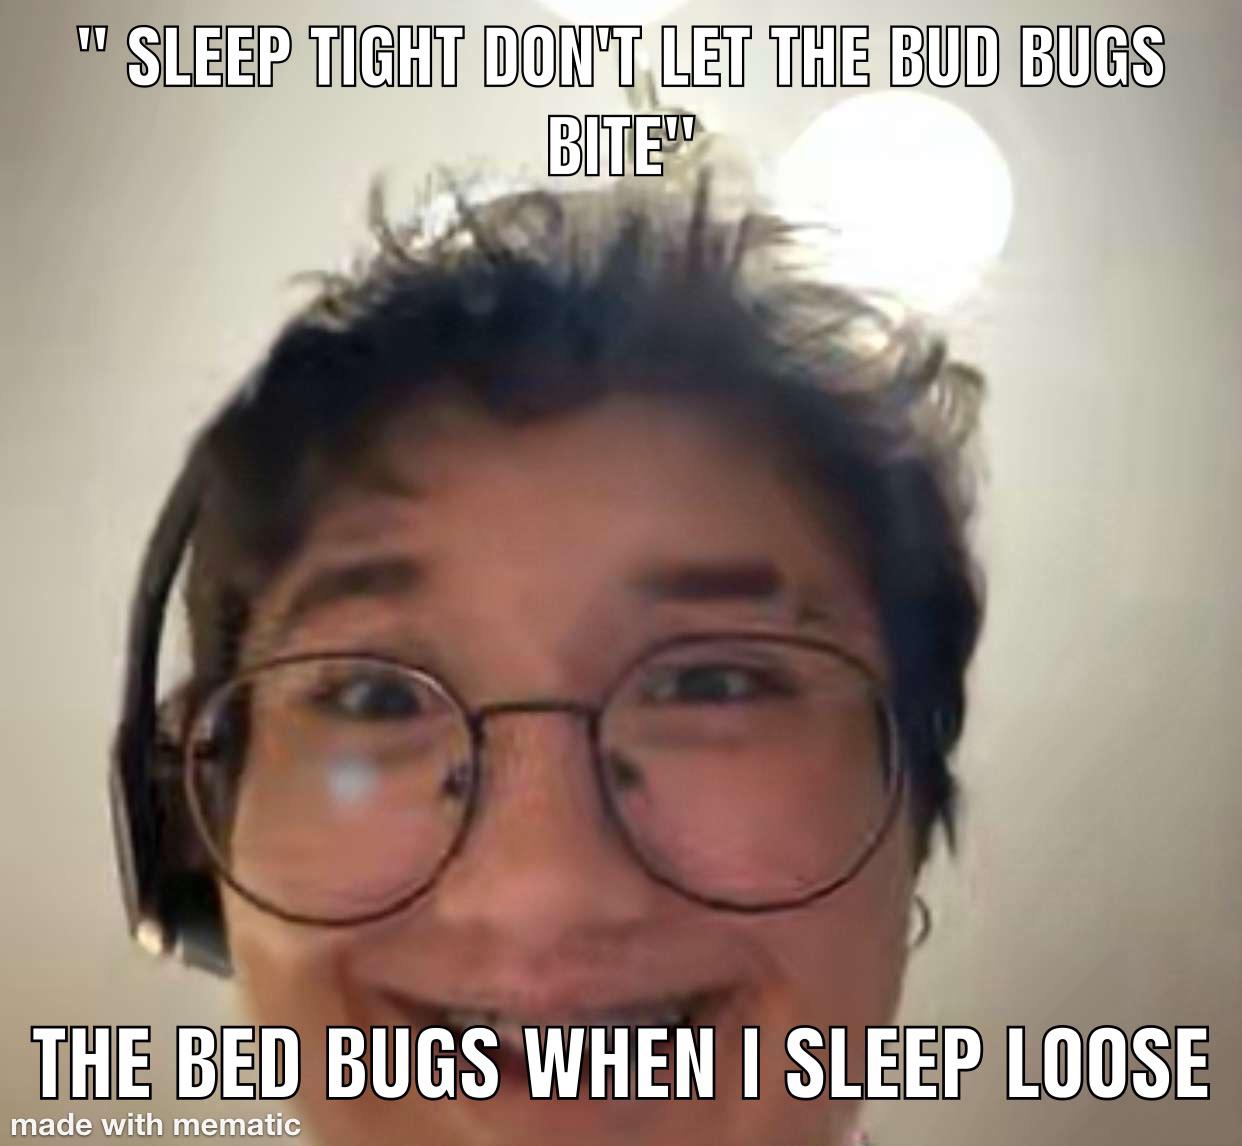 " SLEEP TIGHT DON'T LET THE BUD BUGS
BITE"
THE BED BUGS WHEN I SLEEP LOOSE
made with mematic